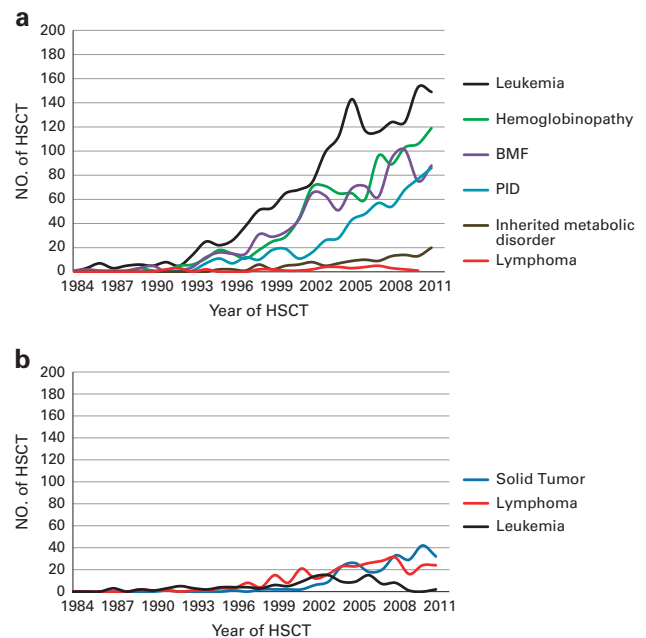 a
200
180
160
140
120
100
80
60
40
20
0
NO. of HSCT
1984 1987 1990 1993 1996 1999 2002 2005 2008 2011
Year of HSCT
Leukemia
Hemoglobinopathy
BMF
PID
Inherited metabolic
disorder
Lymphoma
b
200
180
160
140
120
100
80
60
40
20
0
NO. of HSCT
1984 1987 1990 1993 1996 1999 2002 2005 2008 2011
Year of HSCT
Solid Tumor
Lymphoma
Leukemia